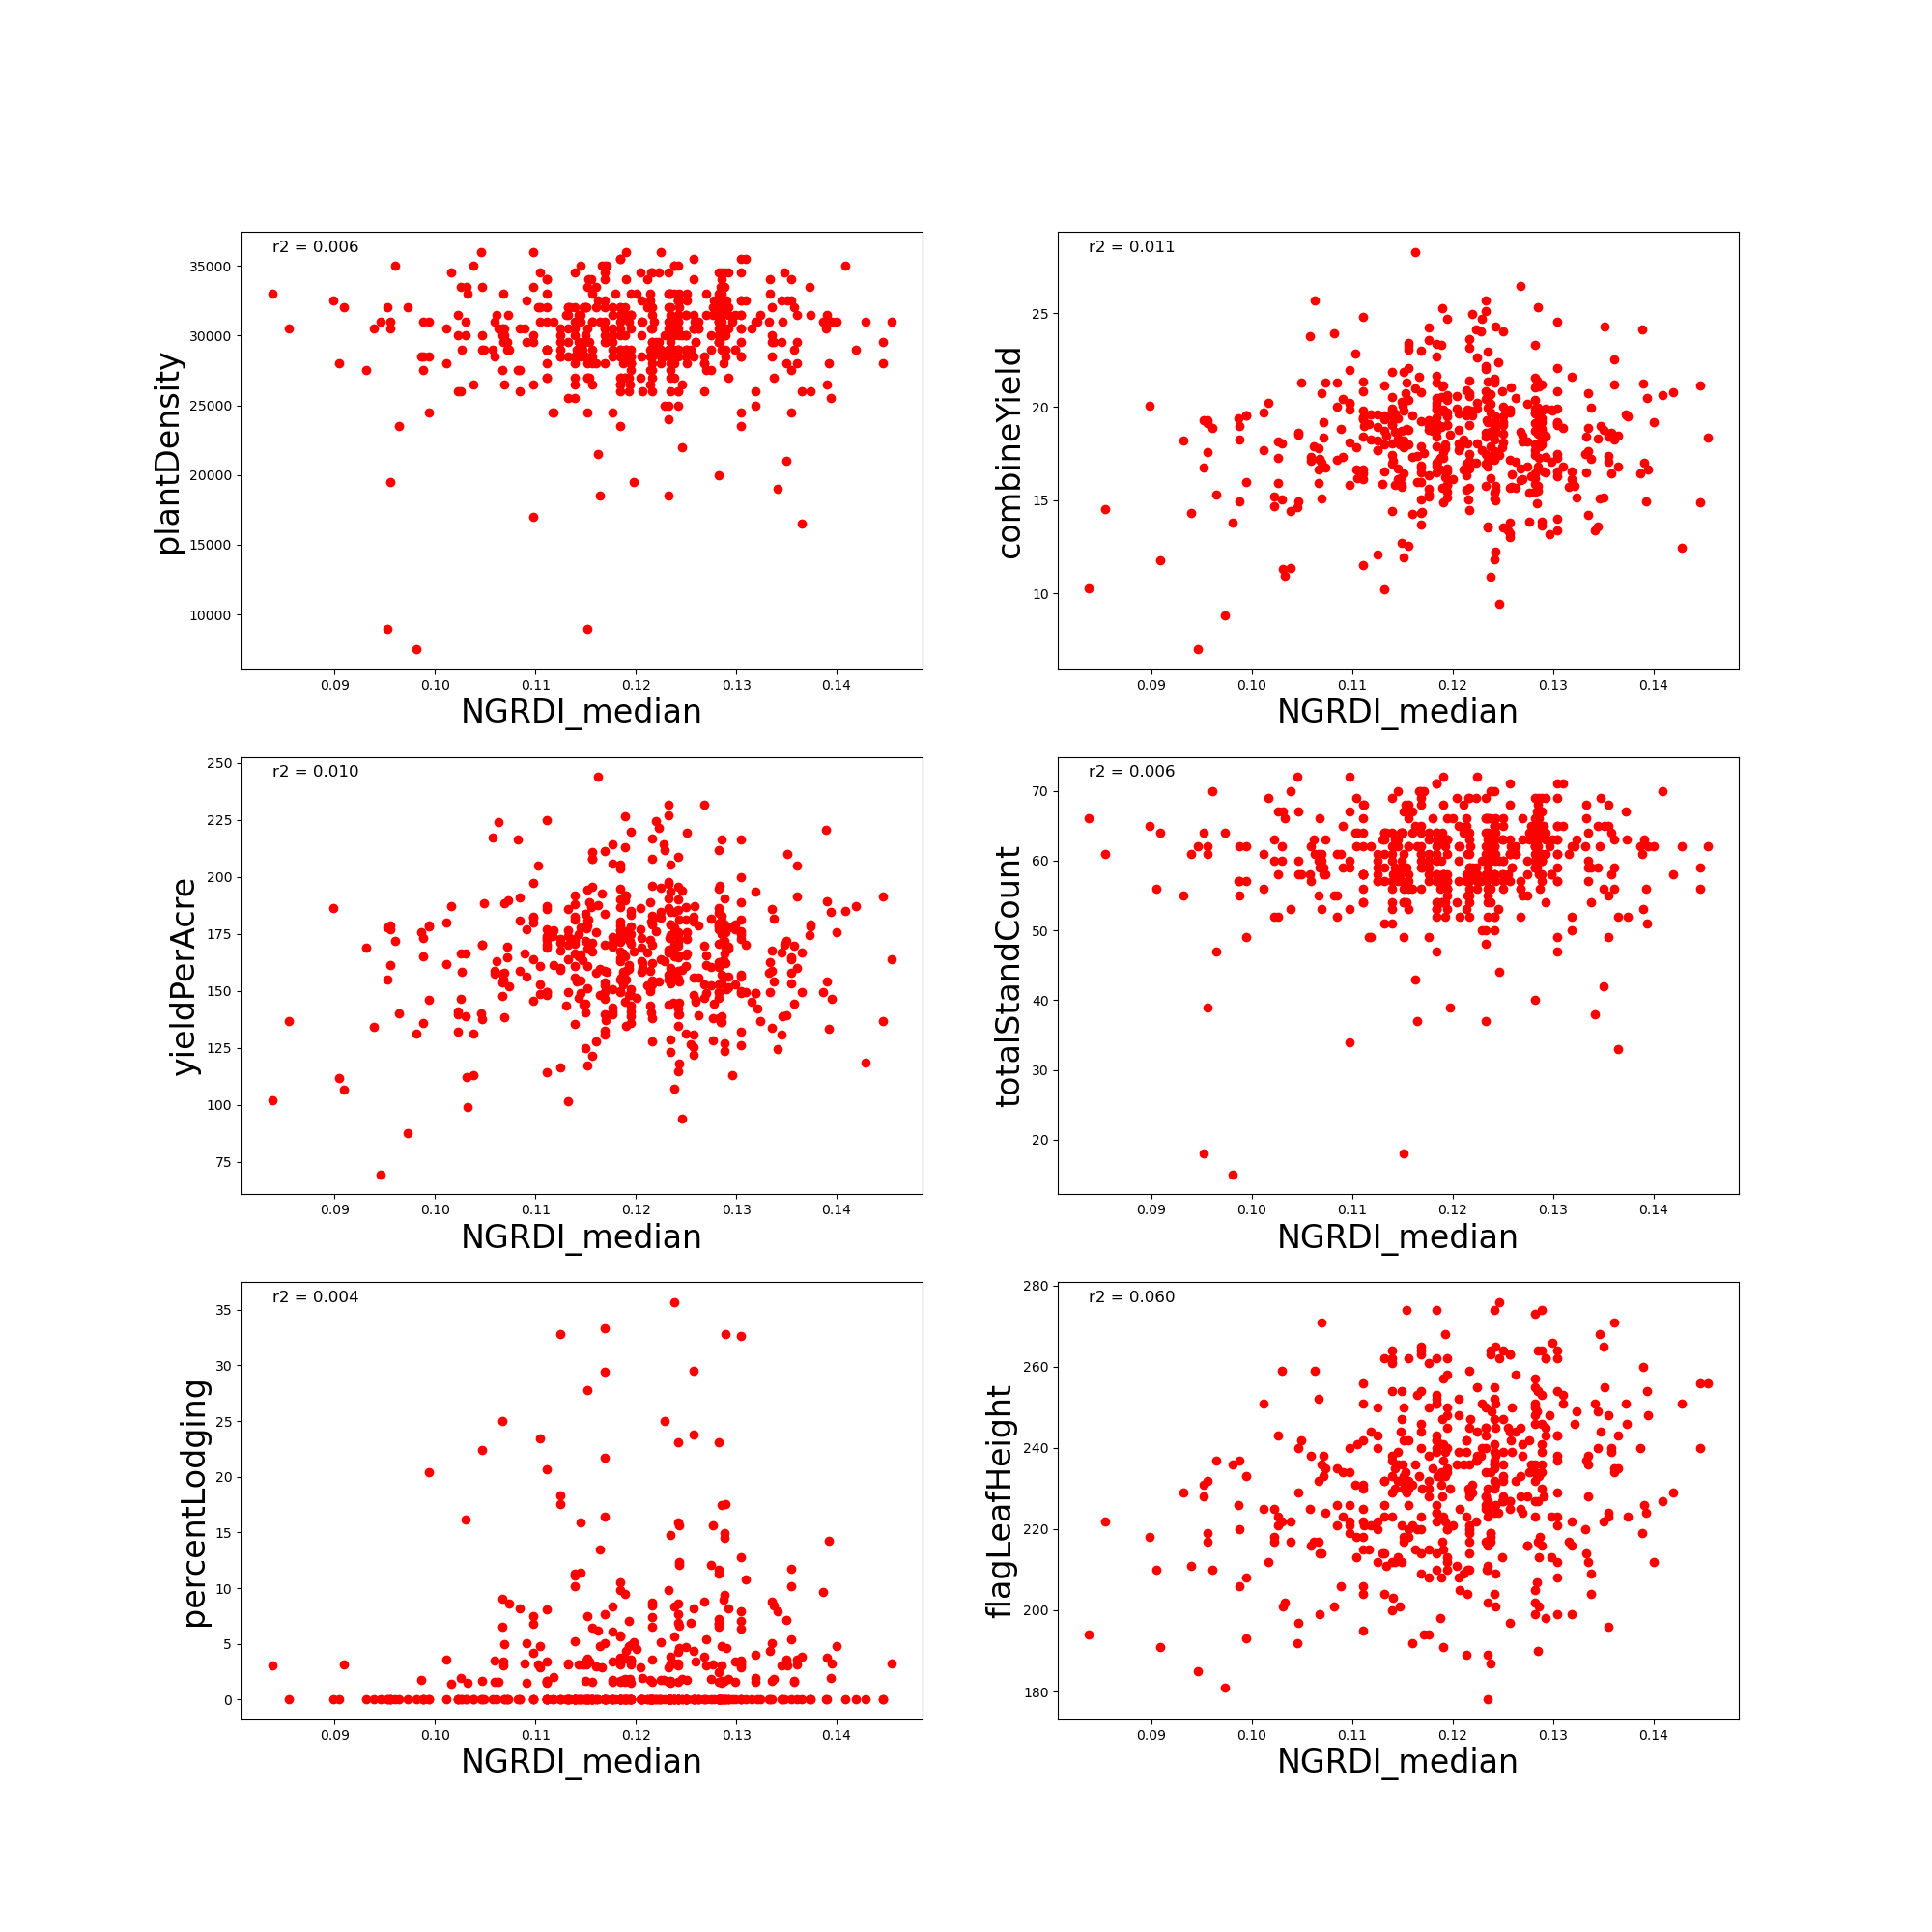 r2 = 0.006
35000
30000
25000
20000
15000
10000
plantDensity
0.09 0.10 0.11 0.12 0.13 0.14
NGRDI_median
r2 = 0.011
25
20
15
10
combineYield
0.09 0.10 0.11 0.12 0.13 0.14
NGRDI_median
r2 = 0.010
250
225
200
175
150
125
100
75
yieldPerAcre
0.09 0.10 0.11 0.12 0.13 0.14
NGRDI_median
r2 = 0.006
70
60
50
40
30
20
totalStandCount
0.09 0.10 0.11 0.12 0.13 0.14
NGRDI_median
r2 = 0.004
35
30
25
20
15
10
5
0
percentLodging
0.09 0.10 0.11 0.12 0.13 0.14
NGRDI_median
r2 = 0.060
280
260
240
220
200
180
flagLeafHeight
0.09 0.10 0.11 0.12 0.13 0.14
NGRDI_median